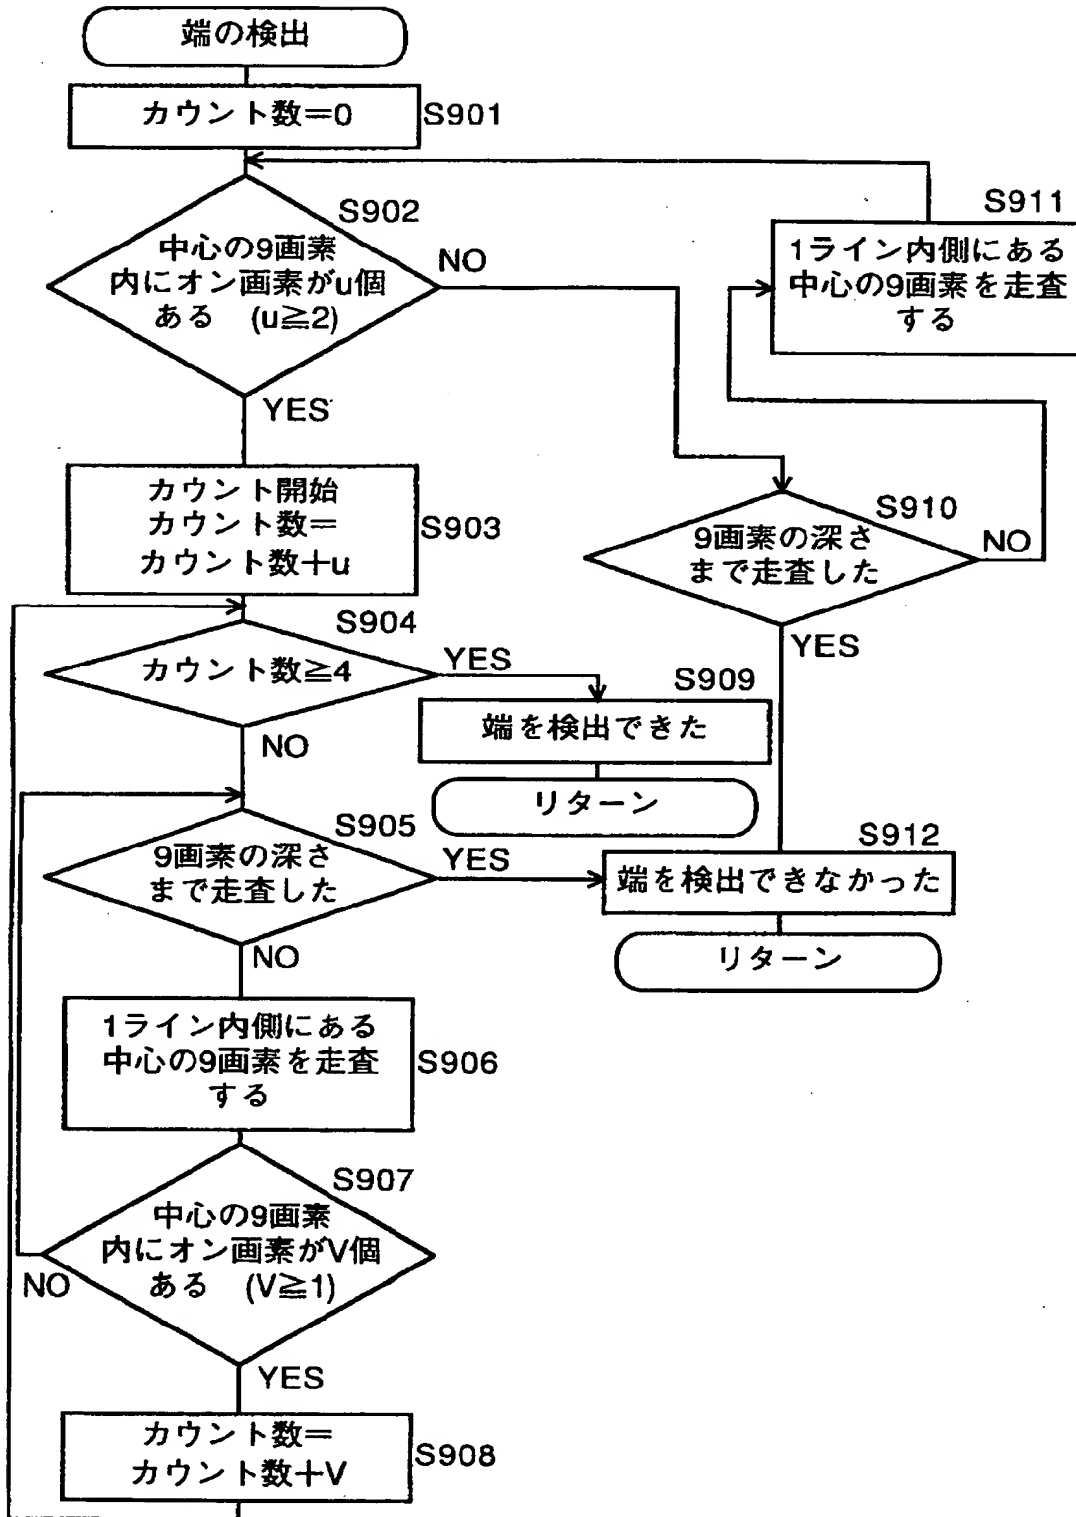 端の検出
カウント数=0
S901
S902
中心の9画素
内にオン画素がu個
ある (u≧2)
NO
YES
S911
1ライン内側にある
中心の9画素を走査
する
カウント開始
カウント数=
カウント数+u
S903
S910
9画素の深さ
まで走査した
NO
YES
S904
カウント数≧4
YES
NO
S909
端を検出できた
リターン
S905
9画素の深さ
まで走査した
YES
NO
S912
端を検出できなかった
リターン
1ライン内側にある
中心の9画素を走査
する
S906
S907
中心の9画素
内にオン画素がV個
ある (V≧1)
NO
YES
カウント数=
カウント数+V
S908